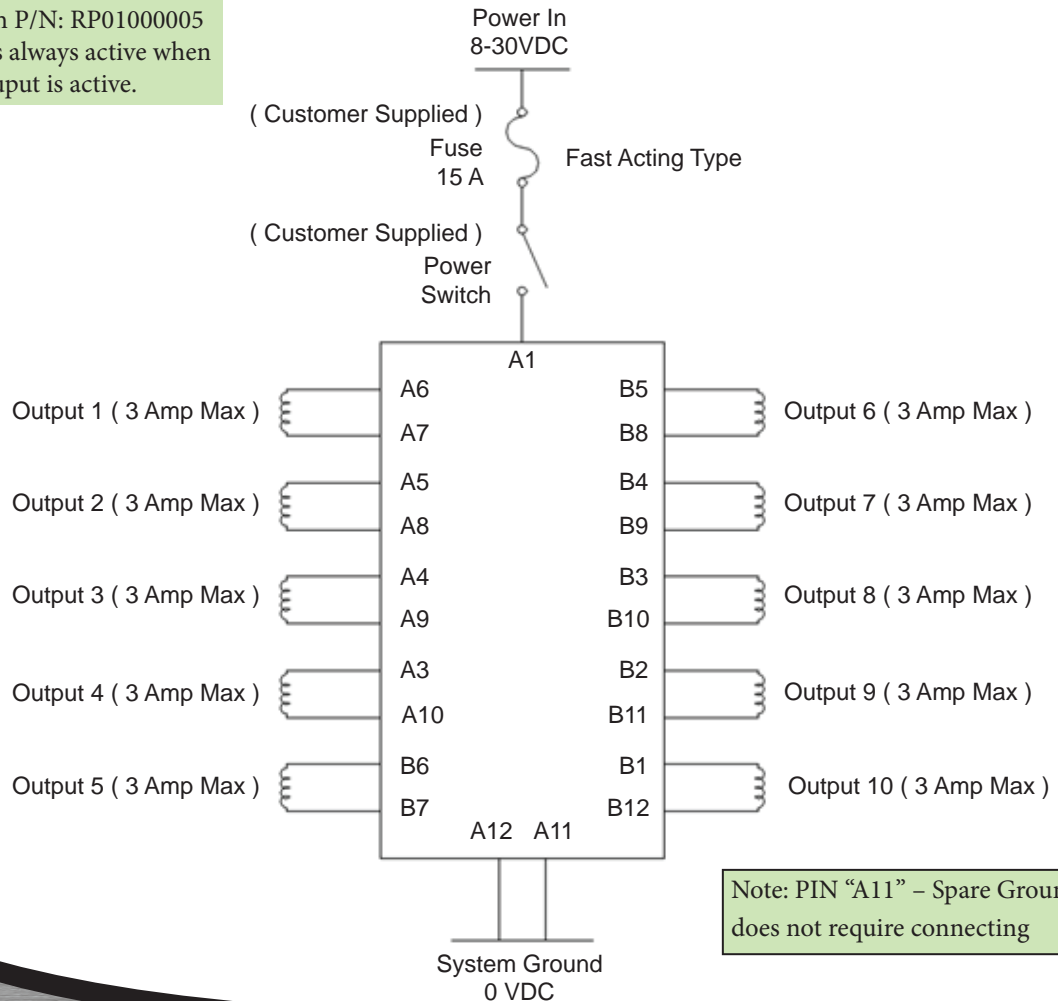 P/N: RP01000005
always active when
is active.
Power In
8-30VDC
( Customer Supplied )
Fuse
15 A
Fast Acting Type
( Customer Supplied )
Power
Switch
A1
Output 1 ( 3 Amp Max )
A6
A7
B5
B8
Output 6 ( 3 Amp Max )
Output 2 ( 3 Amp Max )
A5
A8
B4
B9
Output 7 ( 3 Amp Max )
Output 3 ( 3 Amp Max )
A4
A9
B3
B10
Output 8 ( 3 Amp Max )
Output 4 ( 3 Amp Max )
A3
A10
B2
B11
Output 9 ( 3 Amp Max )
Output 5 ( 3 Amp Max )
B6
B7
B1
B12
Output 10 ( 3 Amp Max )
A12 A11
Note: PIN “A11” – Spare
does not require connecting
System Ground
0 VDC